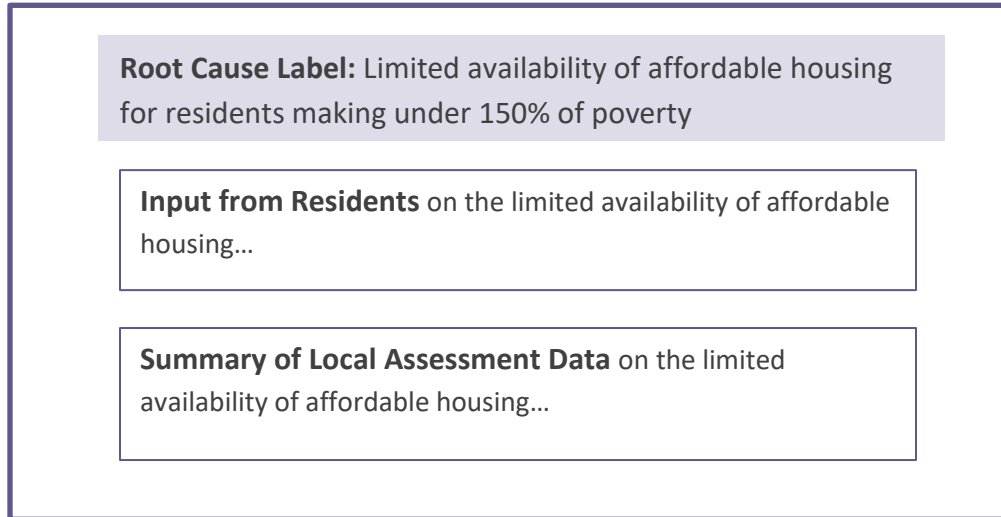 Root Cause Label: Limited availability of affordable housing
for residents making under 150% of poverty
Input from Residents on the limited availability of affordable
housing…
Summary of Local Assessment Data on the limited
availability of affordable housing…